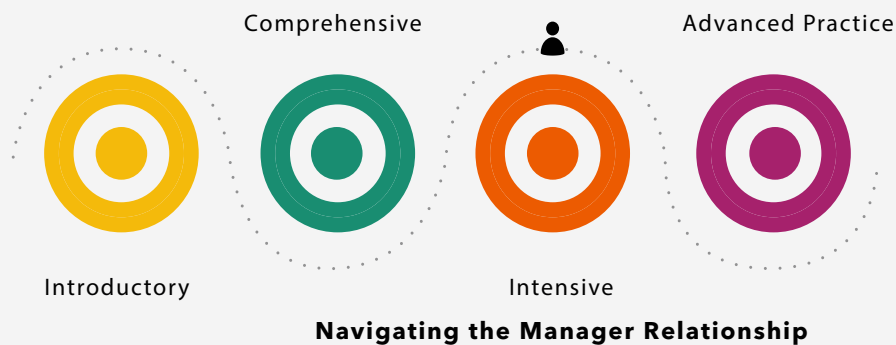 Comprehensive
Advanced Practice
Introductory
Intensive
Navigating the Manager Relationship